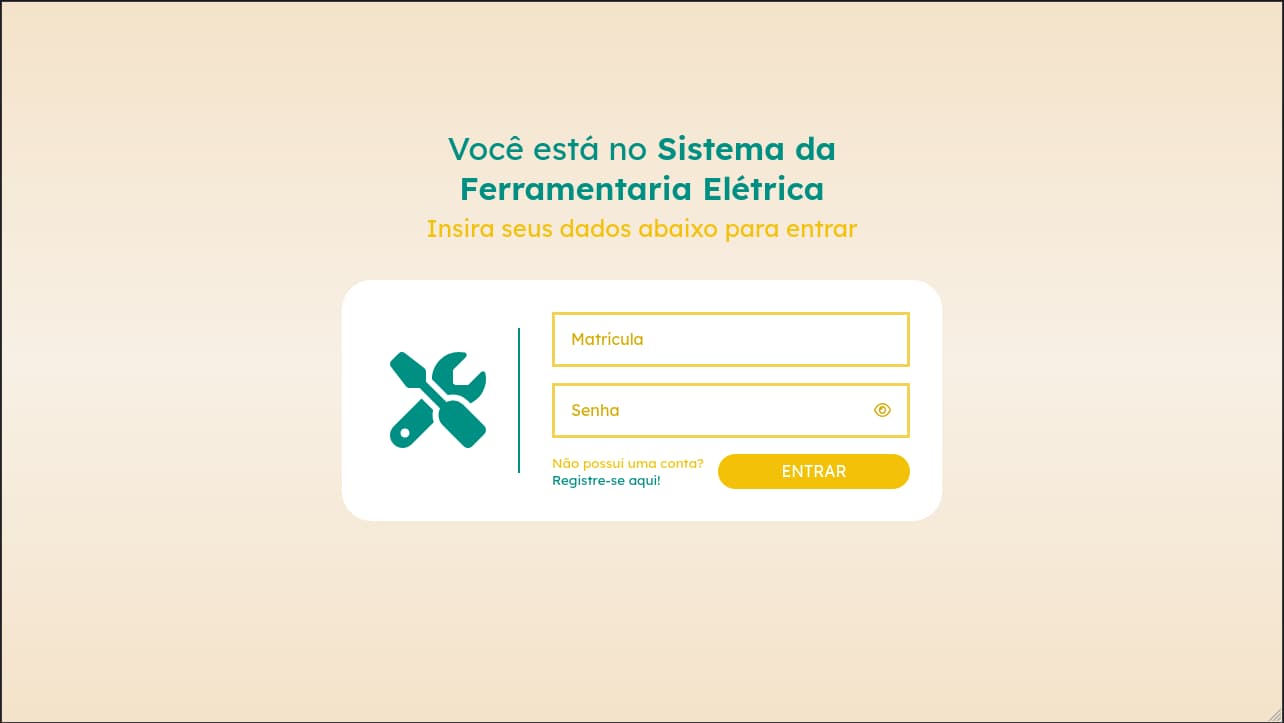 Você está no Sistema da
Ferramentaria Elétrica
Insira seus dados abaixo para entrar
Matrícula
Senha
Não possui uma conta?
Registre-se aqui!
ENTRAR